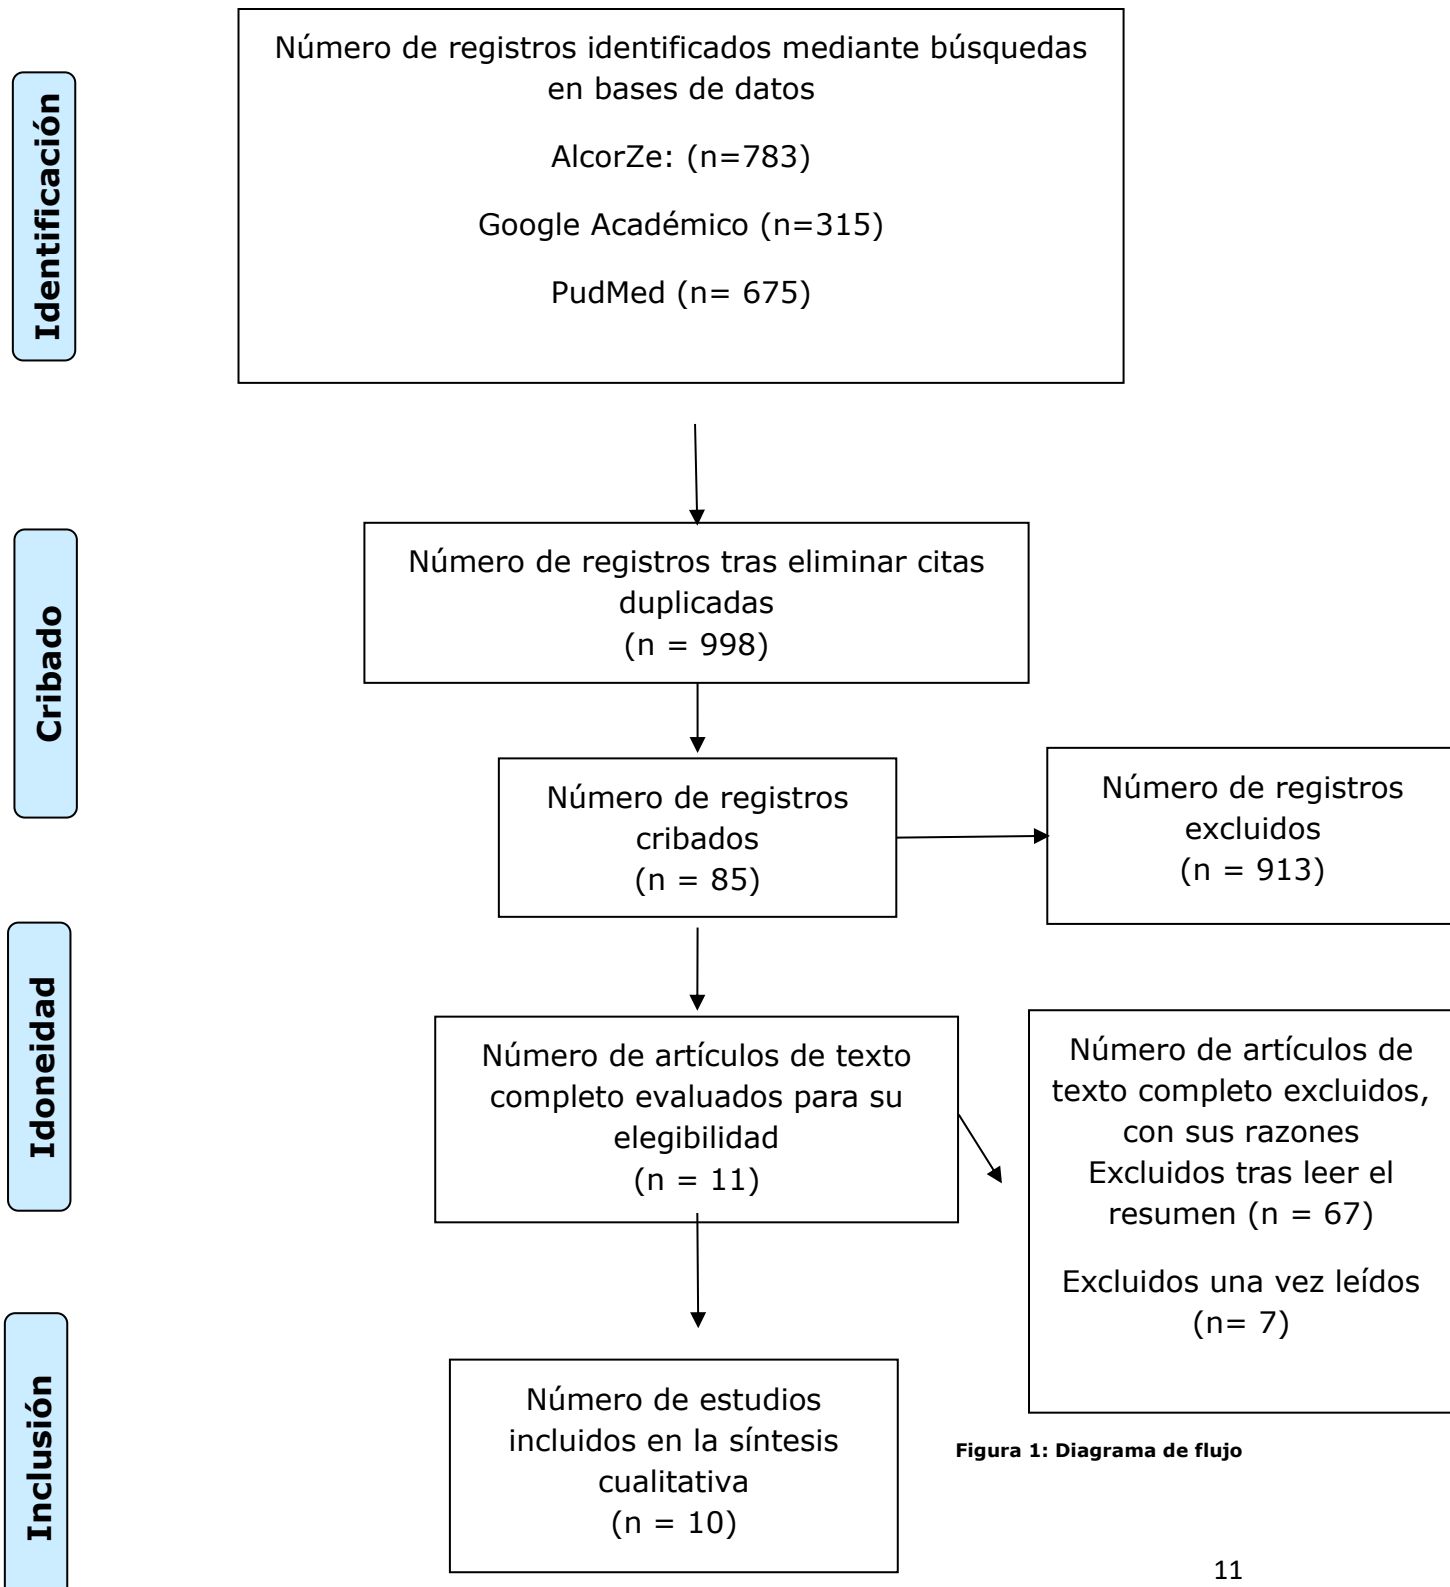 Identificación
Número de registros identificados mediante búsquedas
en bases de datos
AlcorZe: (n=783)
Google Académico (n=315)
PudMed (n= 675)
Cribado
Número de registros tras eliminar citas
duplicadas
(n = 998)
Número de registros
cribados
(n = 85)
Número de registros
excluidos
(n = 913)
Idoneidad
Número de artículos de texto
completo evaluados para su
elegibilidad
(n = 11)
Número de artículos de
texto completo excluidos,
con sus razones
Excluidos tras leer el
resumen (n = 67)
Excluidos una vez leídos
(n= 7)
Inclusión
Número de estudios
incluidos en la síntesis
cualitativa
(n = 10)
Figura 1: Diagrama de flujo
11